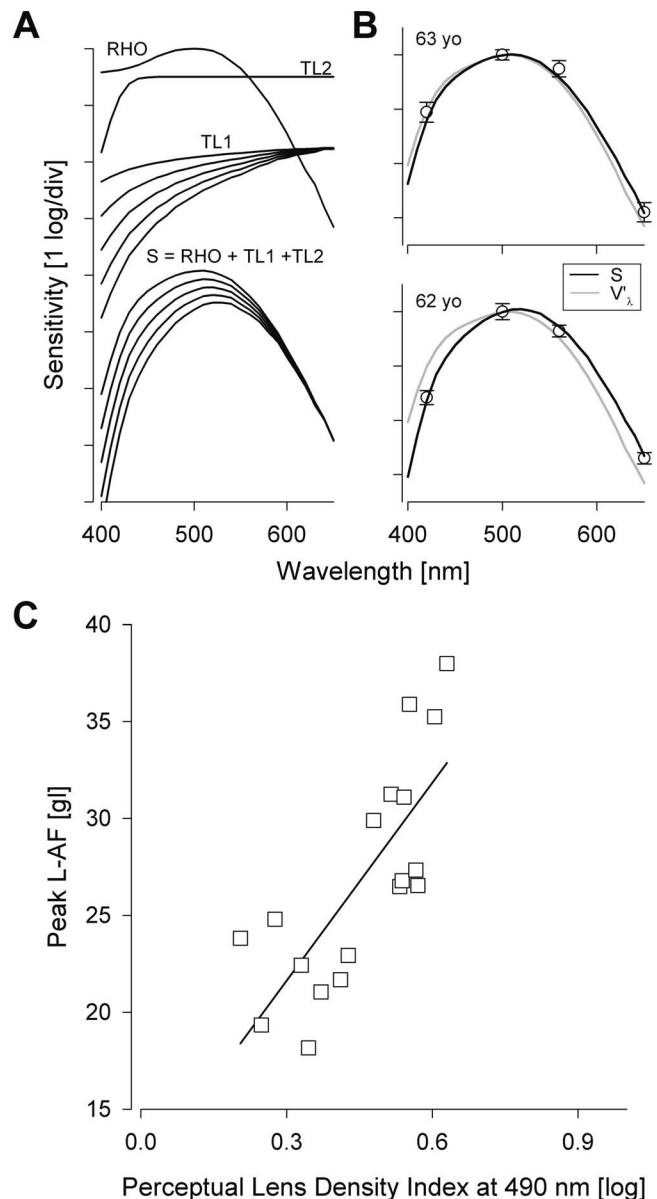 A
RHO
TL2
TL1
S = RHO + TL1 +TL2
Sensitivity [1 log/div]
400
500
600
B
63 yo
62 yo
S
V'λ
400
500
600
Wavelength [nm]
C
40
35
30
25
20
15
Peak L-AF [gl]
0.0
0.3
0.6
0.9
Perceptual Lens Density Index at 490 nm [log]